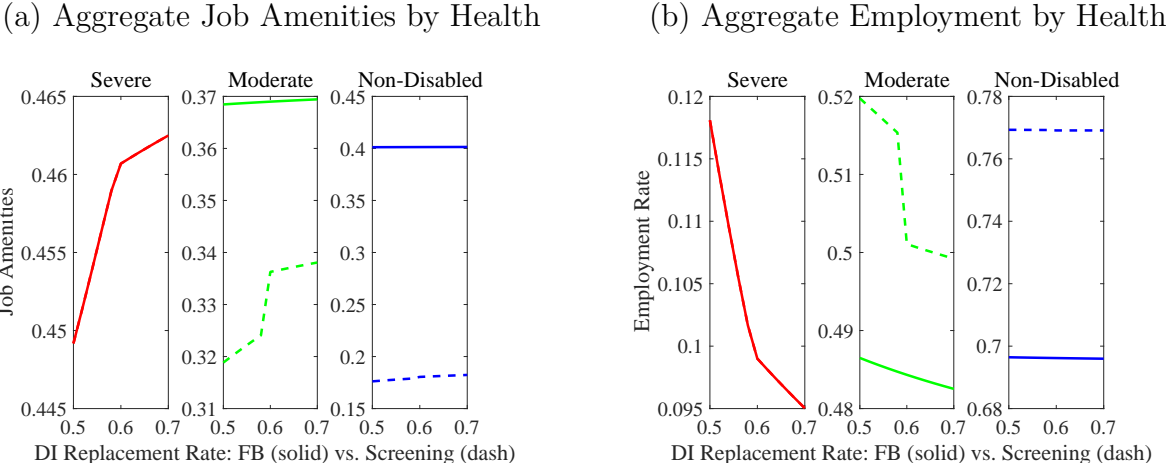 (a) Aggregate Job Amenities by Health
(b) Aggregate Employment by Health
Severe
Moderate
Non-Disabled
Job Amenities
0.465
0.46
0.455
0.45
0.445
0.5 0.6 0.7
0.37
0.36
0.35
0.34
0.33
0.32
0.31
0.5 0.6 0.7
0.45
0.4
0.45
0.3
0.2
0.2
0.15
0.5 0.6 0.7
DI Replacement Rate: FB (solid) vs. Screening (dash)
Severe
Moderate
Non-Disabled
Employment Rate
0.12
0.115
0.11
0.105
0.1
0.095
0.5 0.6 0.7
0.52
0.51
0.5
0.49
0.48
0.5 0.6 0.7
0.78
0.76
0.74
0.72
0.7
0.68
0.5 0.6 0.7
DI Replacement Rate: FB (solid) vs. Screening (dash)